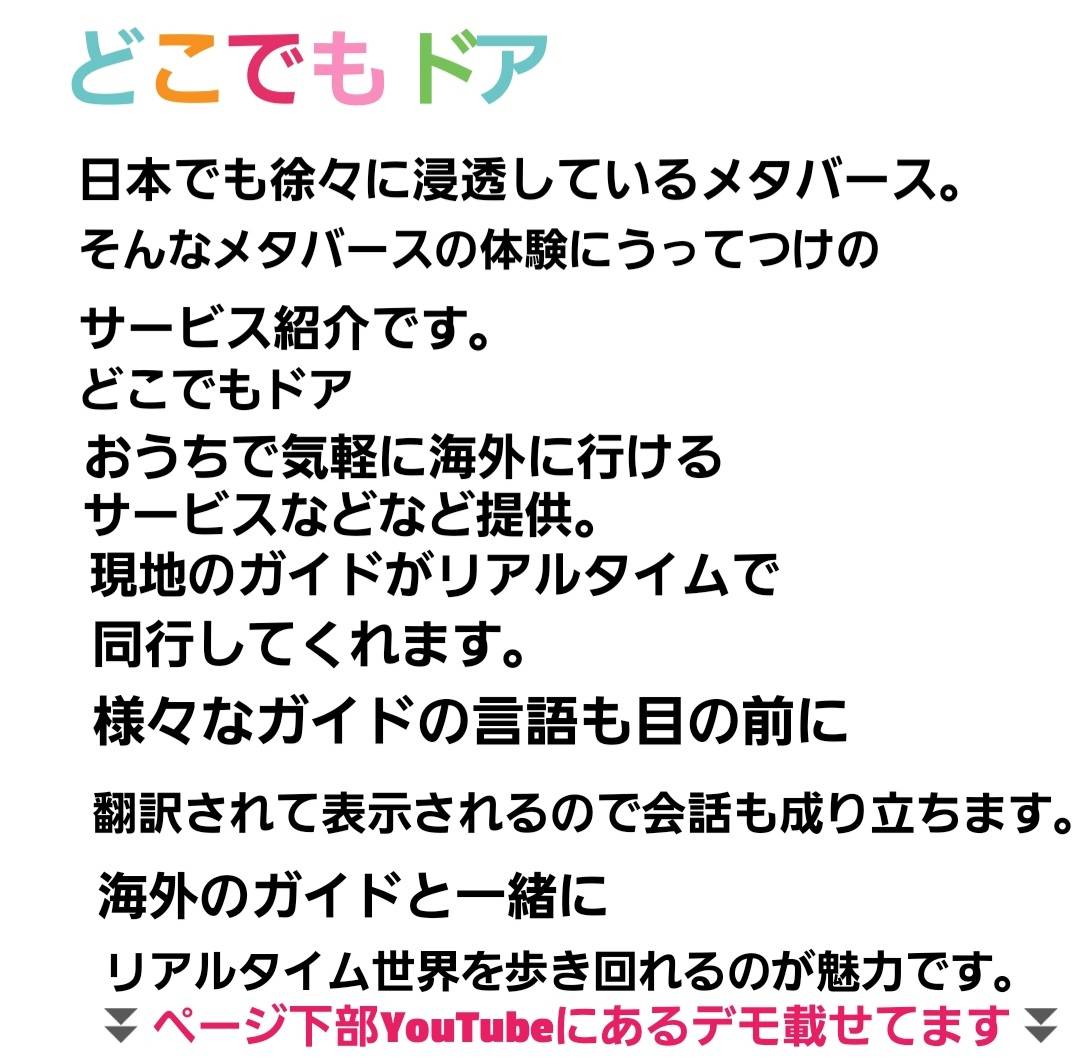 どこでもドア
日本でも徐々に浸透しているメタバース。
そんなメタバースの体験にうってつけの
サービス紹介です。
どこでもドア
おうちで気軽に海外に行ける
サービスなどなど提供。
現地のガイドがリアルタイムで
同行してくれます。
様々なガイドの言語も目の前に
翻訳されて表示されるので会話も成り立ちます。
海外のガイドと一緒に
リアルタイム世界を歩き回れるのが魅力です。
ページ下部YouTubeにあるデモ載せてます